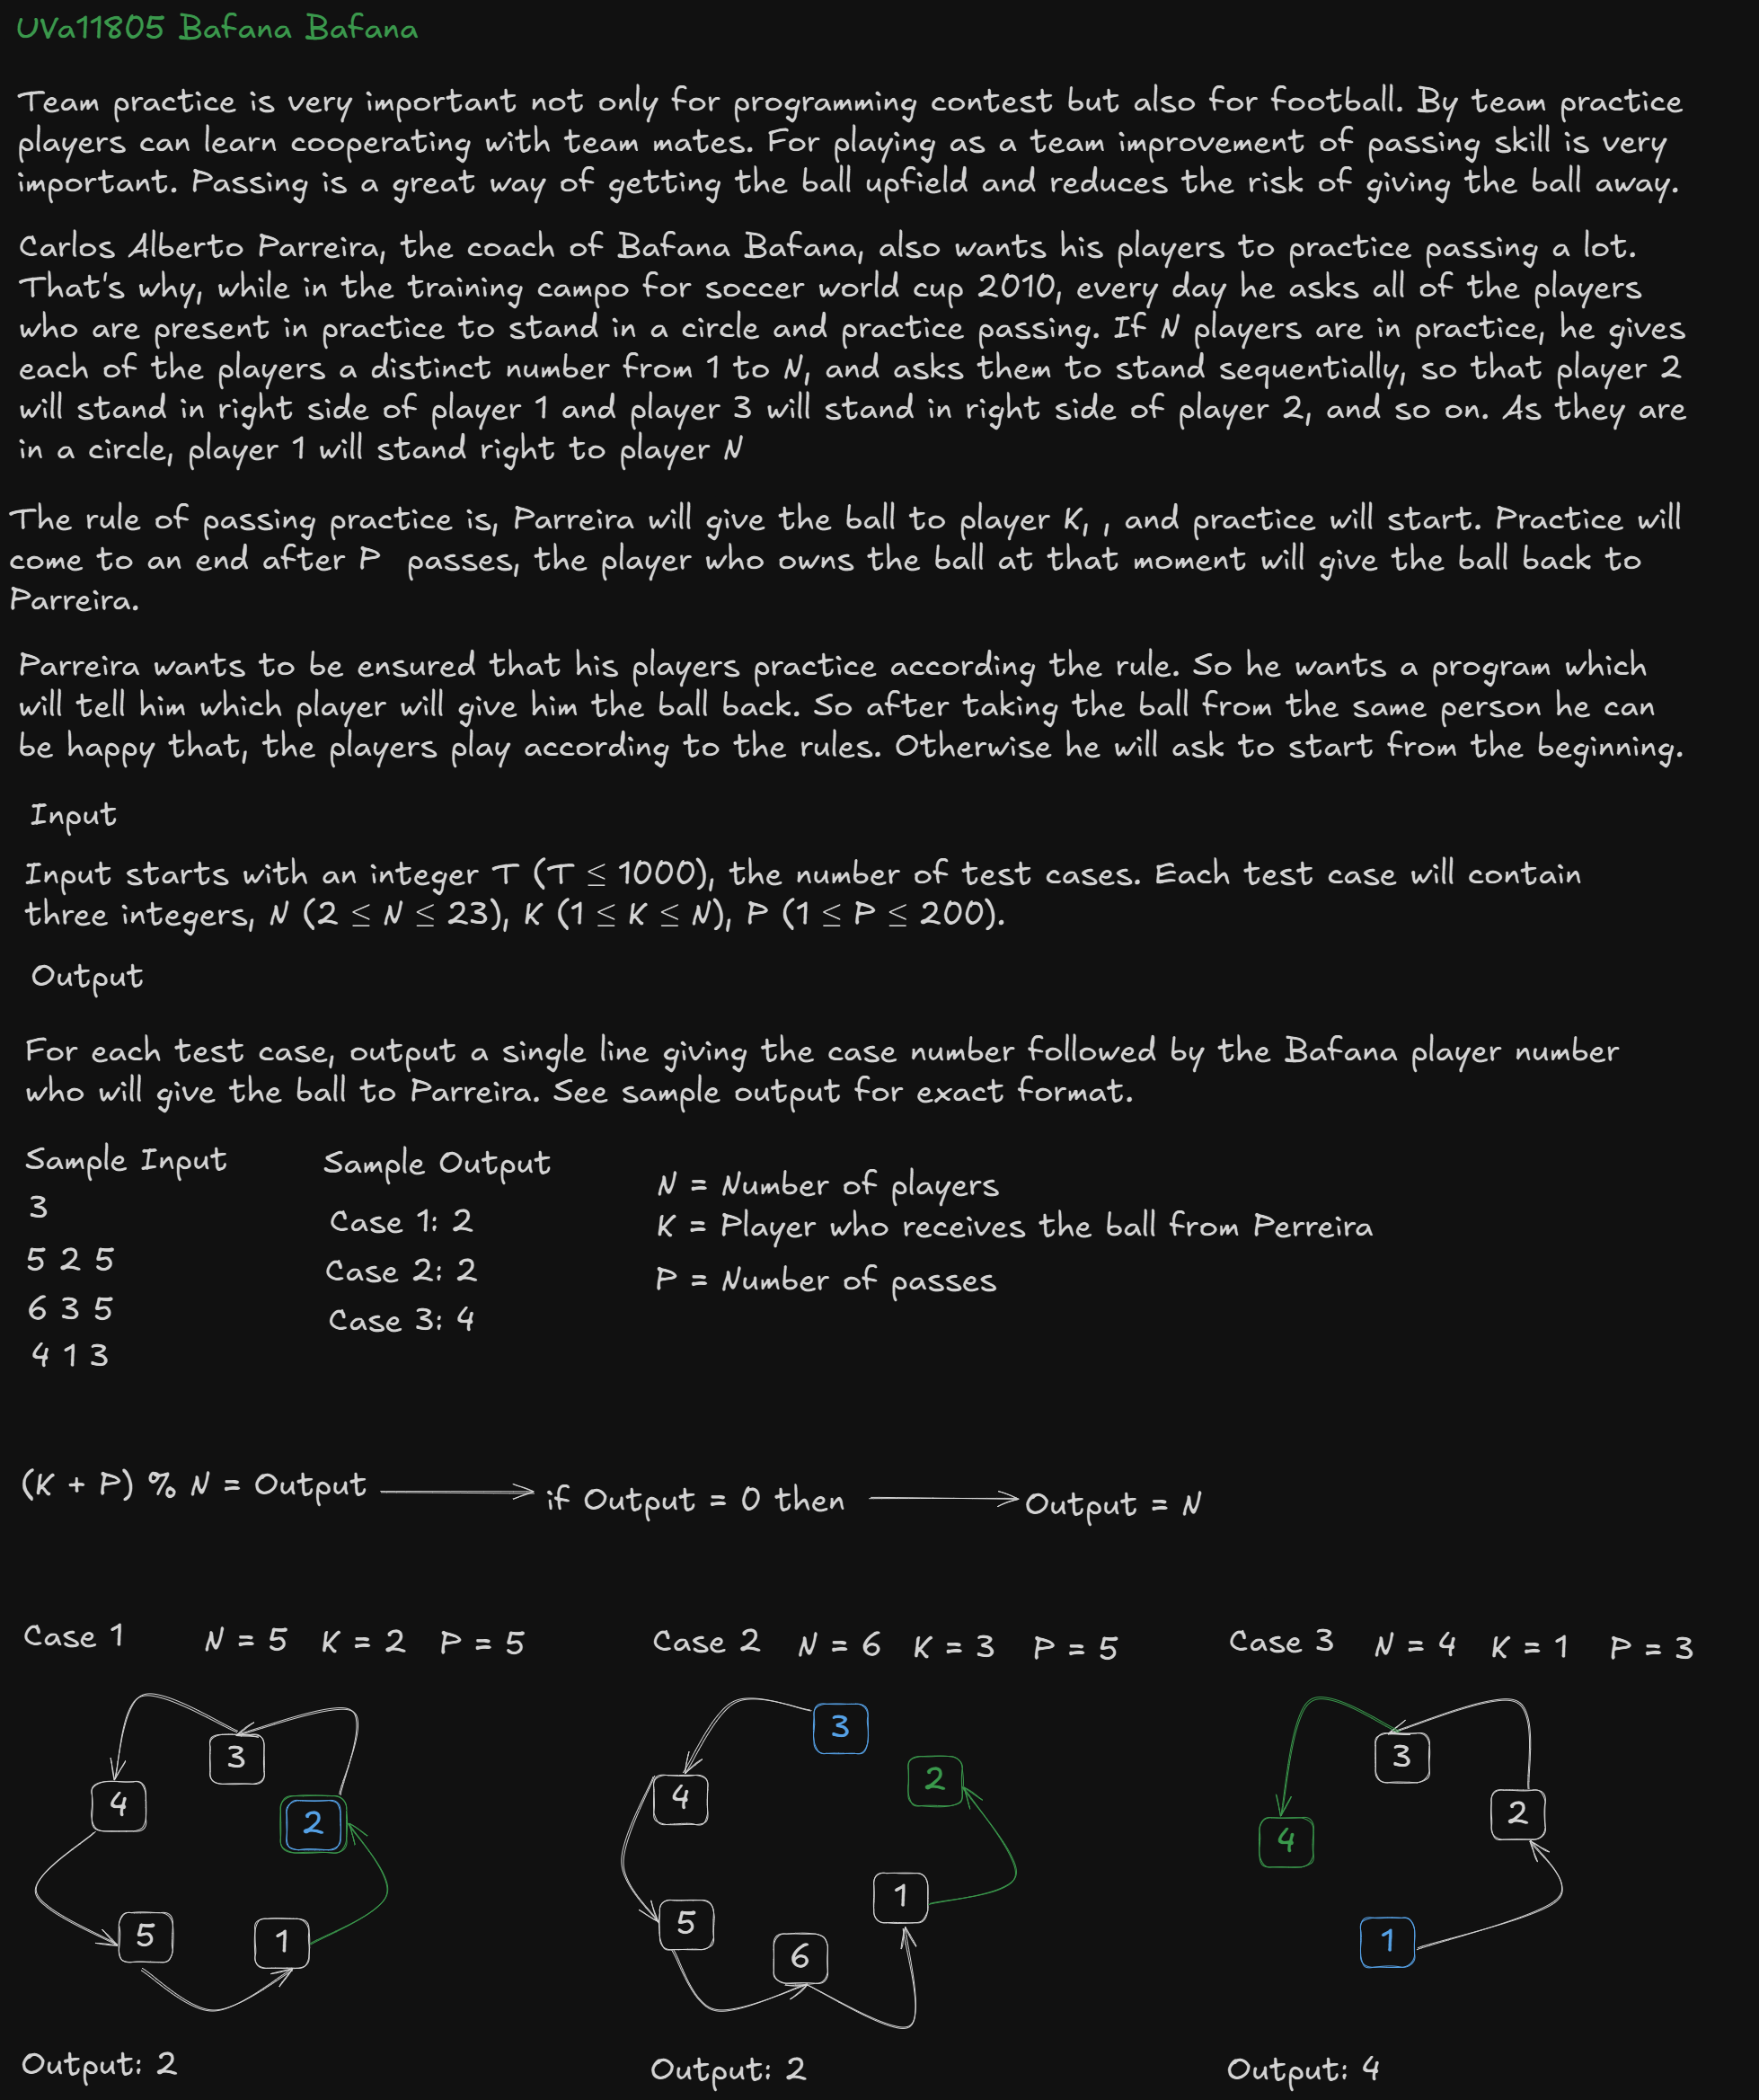 UVa11805 Bafana Bafana
Team practice is very important not only for programming contest but also for football. By team practice
players can learn cooperating with team mates. For playing as a team improvement of passing skill is very
important. Passing is a great way of getting the ball upfield and reduces the risk of giving the ball away.
Carlos Alberto Parreira, the coach of Bafana Bafana, also wants his players to practice passing a lot.
That's why, while in the training campo for soccer world cup 2010, every day he asks all of the players
who are present in practice to stand in a circle and practice passing. If N players are in practice, he gives
each of the players a distinct number from 1 to N, and asks them to stand sequentially, so that player 2
will stand in right side of player 1 and player 3 will stand in right side of player 2, and so on. As they are
in a circle, player 1 will stand right to player N
The rule of passing practice is, Parreira will give the ball to player K, , and practice will start. Practice will
come to an end after P passes, the player who owns the ball at that moment will give the ball back to
Parreira.
Parreira wants to be ensured that his players practice according the rule. So he wants a program which
will tell him which player will give him the ball back. So after taking the ball from the same person he can
be happy that, the players play according to the rules. Otherwise he will ask to start from the beginning.
Input
Input starts with an integer T (T ≤ 1000), the number of test cases. Each test case will contain
three integers, N (2 ≤ N ≤ 23), K (1 ≤ K ≤ N), P (1 ≤ P ≤ 200).
Output
For each test case, output a single line giving the case number followed by the Bafana player number
who will give the ball to Parreira. See sample output for exact format.
Sample Input
3
5 2 5
6 3 5
4 1 3
Sample Output
Case 1: 2
Case 2: 2
Case 3: 4
N = Number of players
K = Player who receives the ball from Perreira
P = Number of passes
(K + P) % N = Output
if Output = 0 then
Output = N
Case 1 N = 5 K = 2 P = 5
3
4
2
5
1
Output: 2
Case 2 N = 6 K = 3 P = 5
3
2
4
1
5
6
Output: 2
Case 3 N = 4 K = 1 P = 3
3
2
4
1
Output: 4